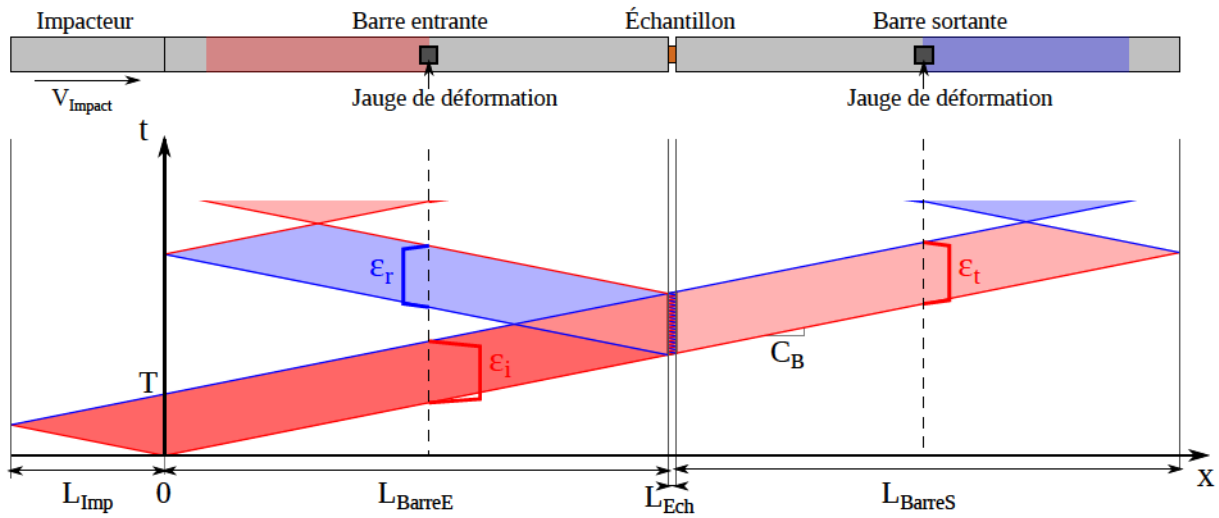 Impacteur
Barre entrante
Échantillon
Barre sortante
V_Impact
Jauge de déformation
Jauge de déformation
t
ε_r
ε_t
C_B
T
ε_i
L_Imp
0
L_BarreE
L_Ech
L_BarreS
x